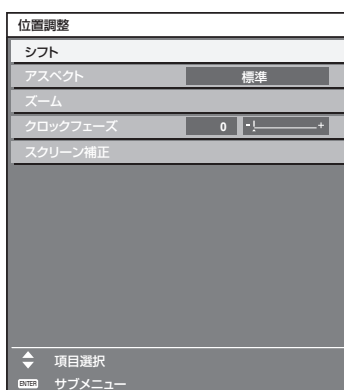 位置調整
シフト
アスペクト 標準
ズーム
クロックフェーズ 0 - +
スクリーン補正
項目選択
ENTER サブメニュー